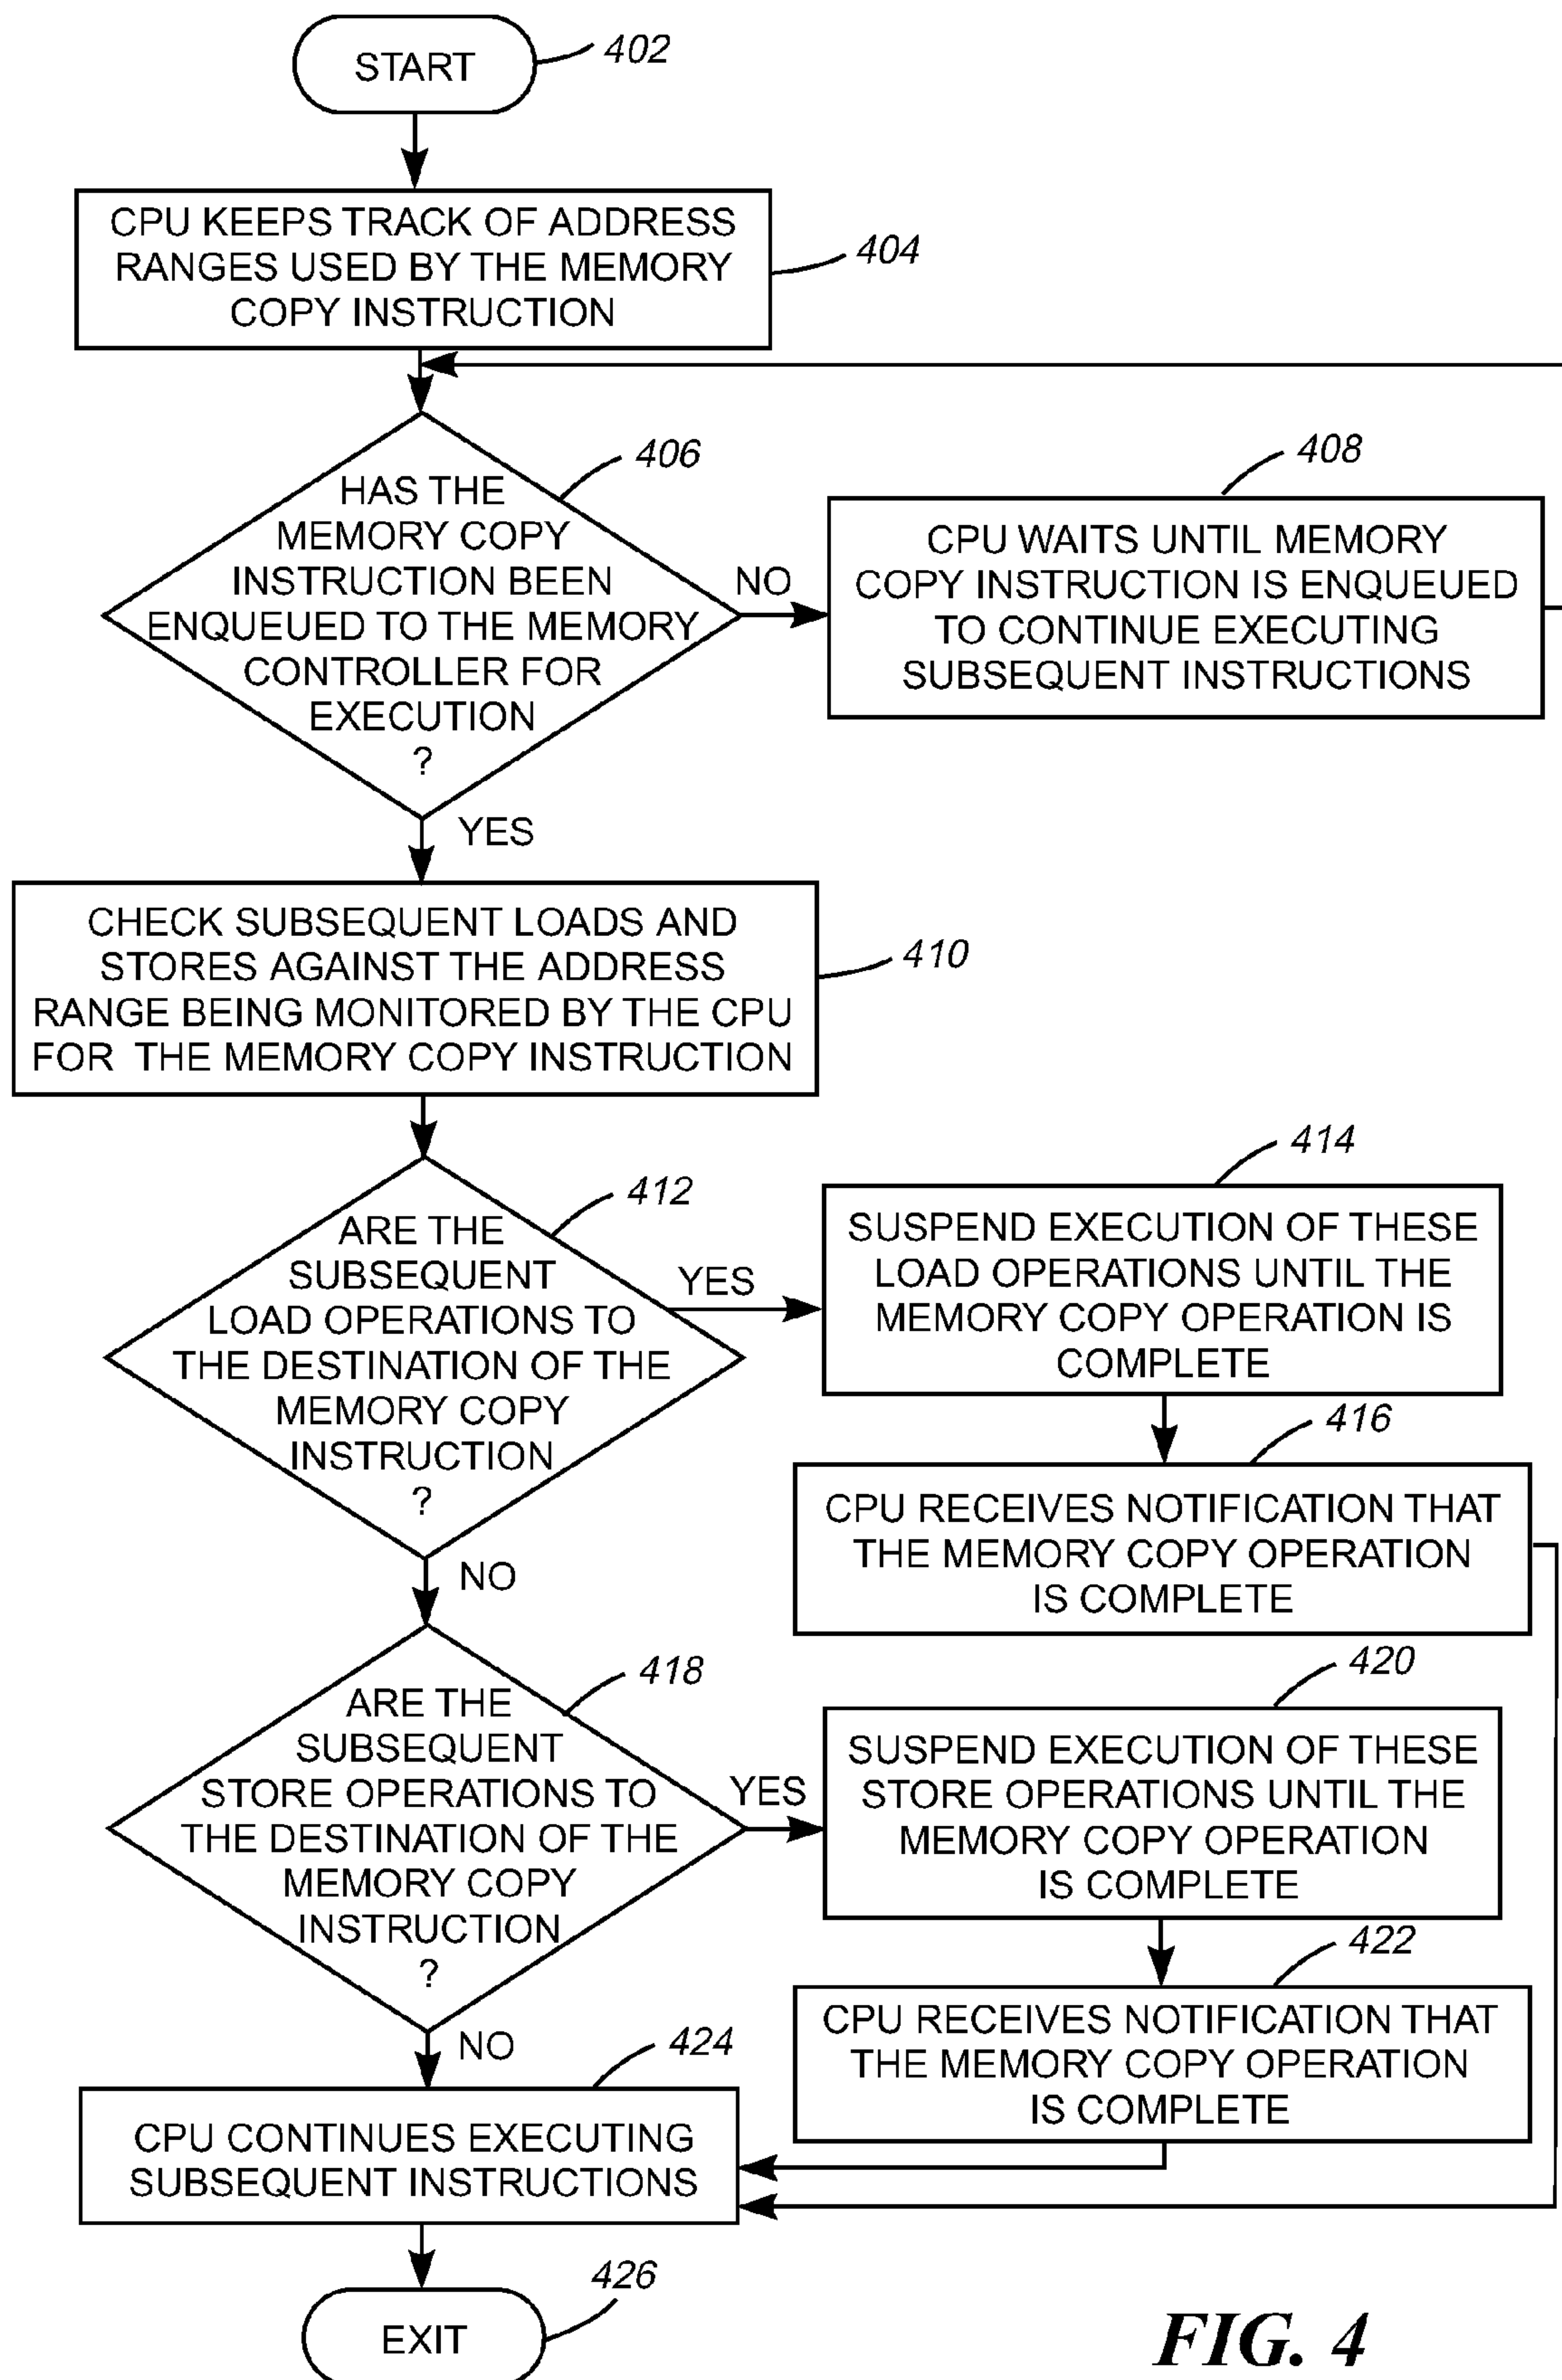 START
402
CPU KEEPS TRACK OF ADDRESS
RANGES USED BY THE MEMORY
COPY INSTRUCTION
404
HAS THE
MEMORY COPY
INSTRUCTION BEEN
ENQUEUED TO THE MEMORY
CONTROLLER FOR
EXECUTION
?
406
NO
408
CPU WAITS UNTIL MEMORY
COPY INSTRUCTION IS ENQUEUED
TO CONTINUE EXECUTING
SUBSEQUENT INSTRUCTIONS
YES
CHECK SUBSEQUENT LOADS AND
STORES AGAINST THE ADDRESS
RANGE BEING MONITORED BY THE CPU
FOR THE MEMORY COPY INSTRUCTION
410
ARE THE
SUBSEQUENT
LOAD OPERATIONS TO
THE DESTINATION OF THE
MEMORY COPY
INSTRUCTION
?
412
YES
414
SUSPEND EXECUTION OF THESE
LOAD OPERATIONS UNTIL THE
MEMORY COPY OPERATION IS
COMPLETE
416
CPU RECEIVES NOTIFICATION THAT
THE MEMORY COPY OPERATION
IS COMPLETE
NO
ARE THE
SUBSEQUENT
STORE OPERATIONS TO
THE DESTINATION OF THE
MEMORY COPY
INSTRUCTION
?
418
YES
420
SUSPEND EXECUTION OF THESE
STORE OPERATIONS UNTIL THE
MEMORY COPY OPERATION
IS COMPLETE
422
CPU RECEIVES NOTIFICATION THAT
THE MEMORY COPY OPERATION
IS COMPLETE
NO
424
CPU CONTINUES EXECUTING
SUBSEQUENT INSTRUCTIONS
426
EXIT
FIG. 4